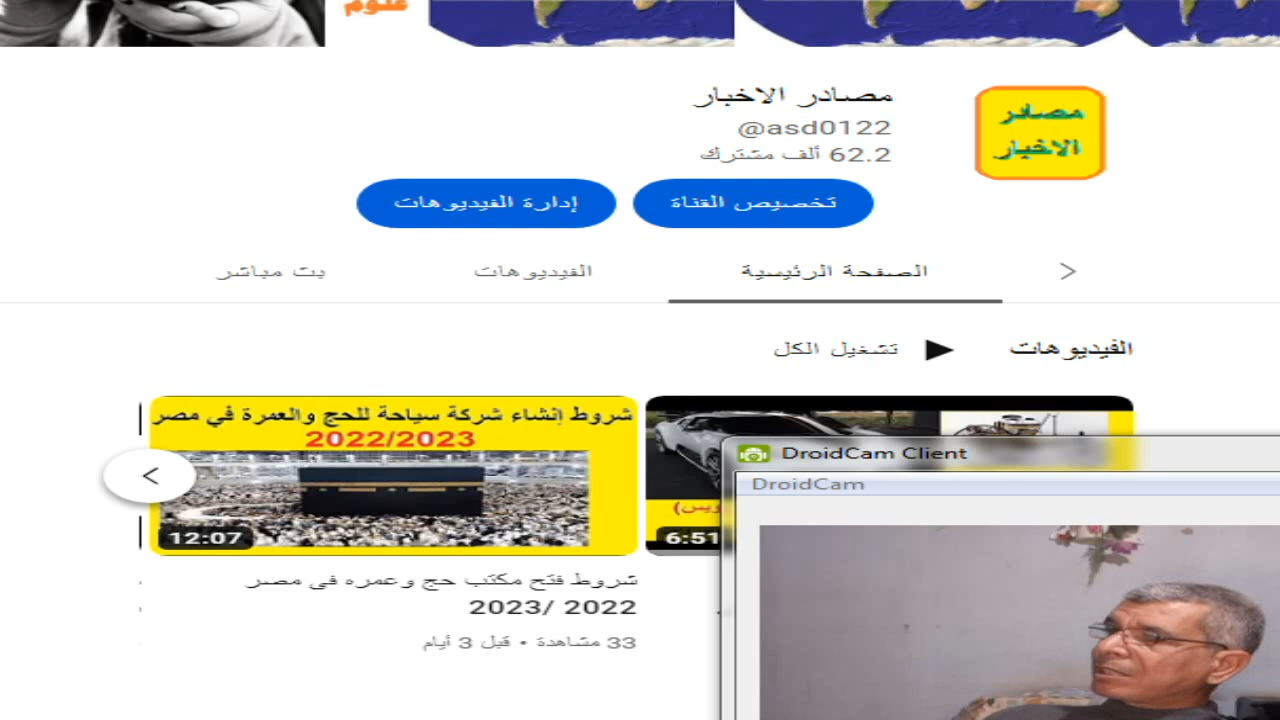 علوم
مصادر الاخبار
@asd0122
62.2 ألف مشترك
مصادر
الاخبار
تخصيص القناة
إدارة الفيديوهات
الصفحة الرئيسية
الفيديوهات
بث مباشر
الفيديوهات
تشغيل الكل
شروط إنشاء شركة سياحة للحج والعمرة في مصر
2022/2023
12:07
6:51
شروط فتح مكتب حج وعمره فى مصر
2022 /2023
33 مشاهدة • قبل 3 أيام
DroidCam Client
DroidCam